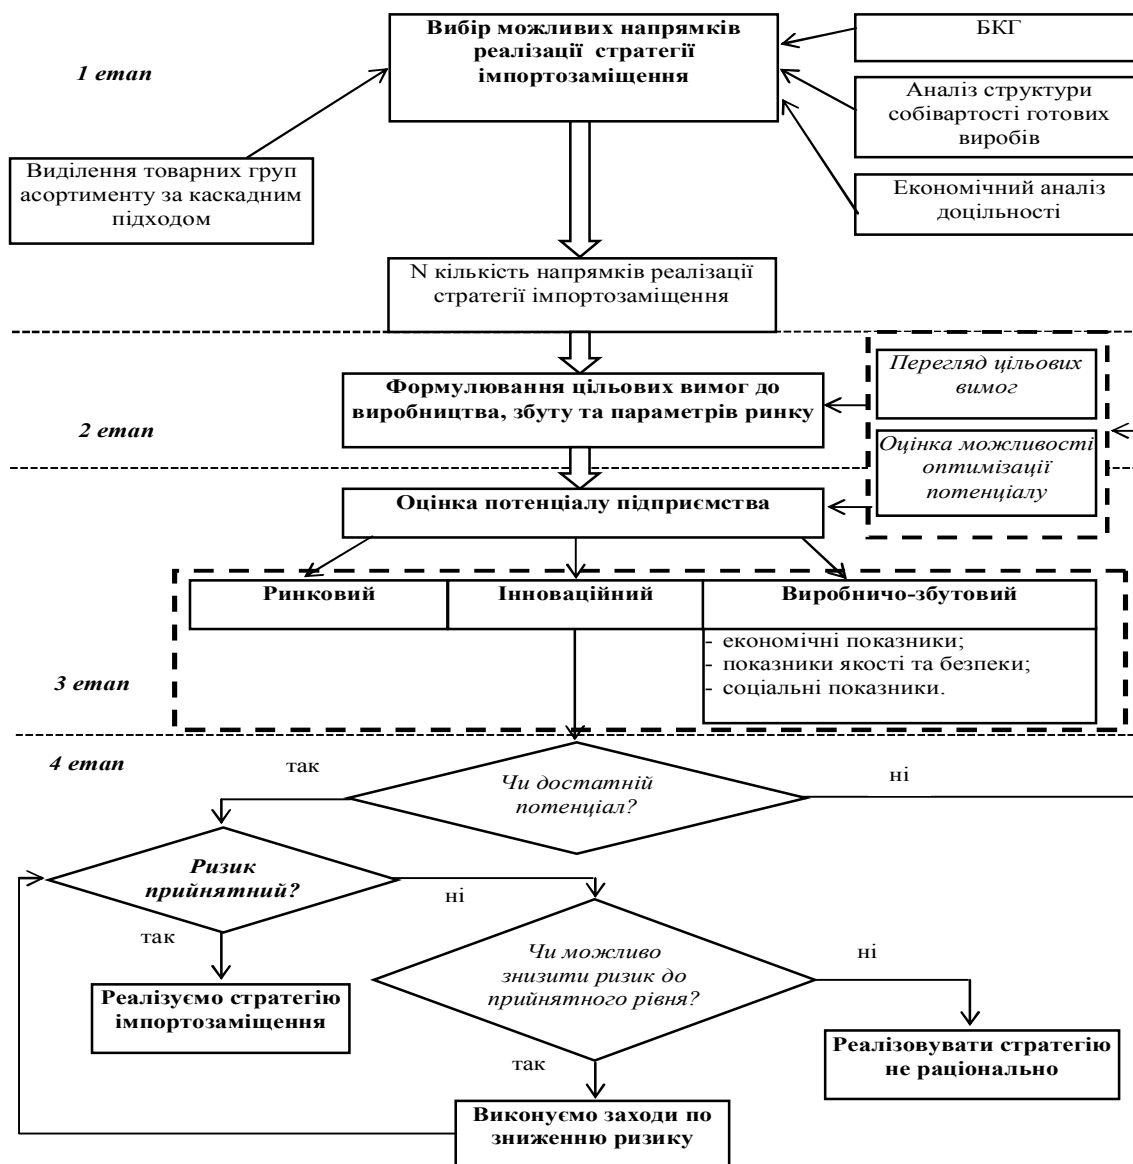 Вибір можливих напрямків
реалізації стратегії
імпортозаміщення
БКГ
1 етап
Аналіз структури
собівартості готових
виробів
Виділення товарних груп
асортименту за каскадним
підходом
Економічний аналіз
доцільності
N кількість напрямків реалізації
стратегії імпортозаміщення
Перегляд цільових
вимог
Формулювання цільових вимог до
виробництва, збуту та параметрів ринку
2 етап
Оцінка можливості
оптимізації
потенціалу
Оцінка потенціалу підприємства
Ринковий
Інноваційний
Виробничо-збутовий
- економічні показники;
- показники якості та безпеки;
- соціальні показники.
3 етап
4 етап
так
Чи достатній
потенціал?
ні
Ризик
прийнятний?
ні
так
Чи можливо
знизити ризик до
прийнятного рівня?
ні
Реалізуємо стратегію
імпортозаміщення
Реалізовувати стратегію
не раціонально
так
Виконуємо заходи по
зниженню ризику